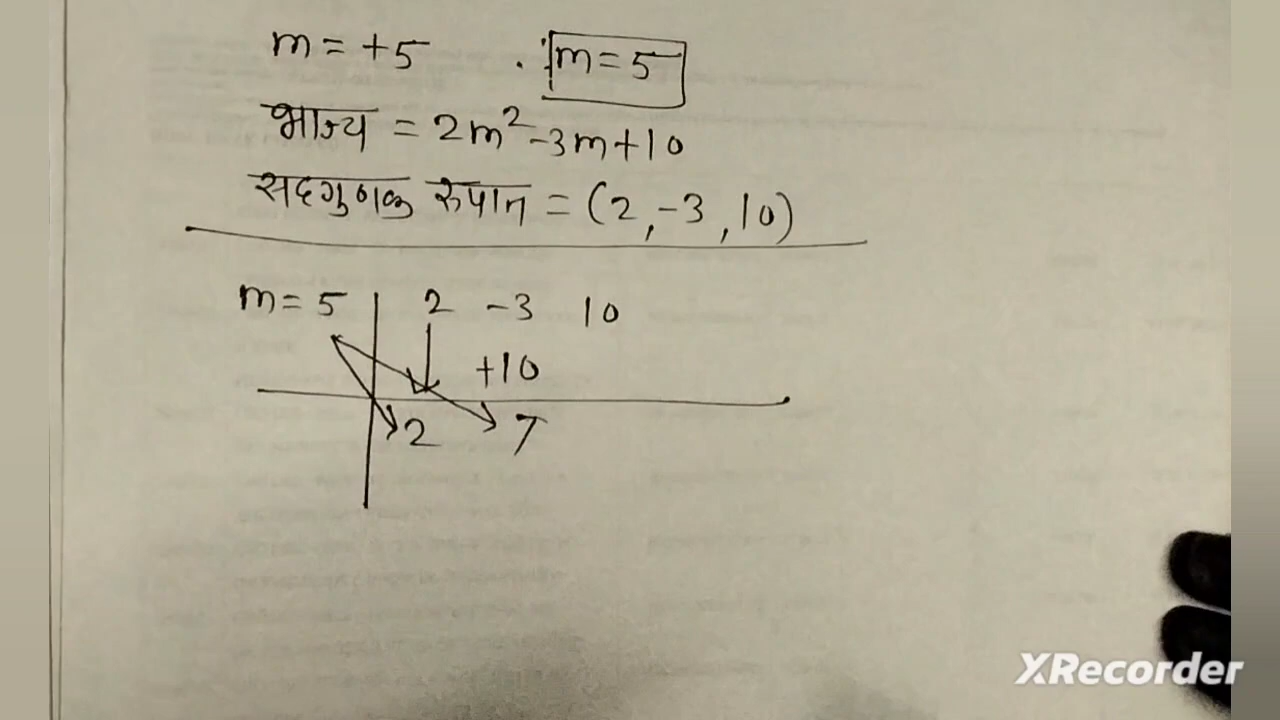 m = +5 ∴ m = 5
भाज्य = 2m² -3m+10
सहगुणक रुपात = (2, -3, 10)
m = 5 2 -3 10
+10
2 7
XRecorder